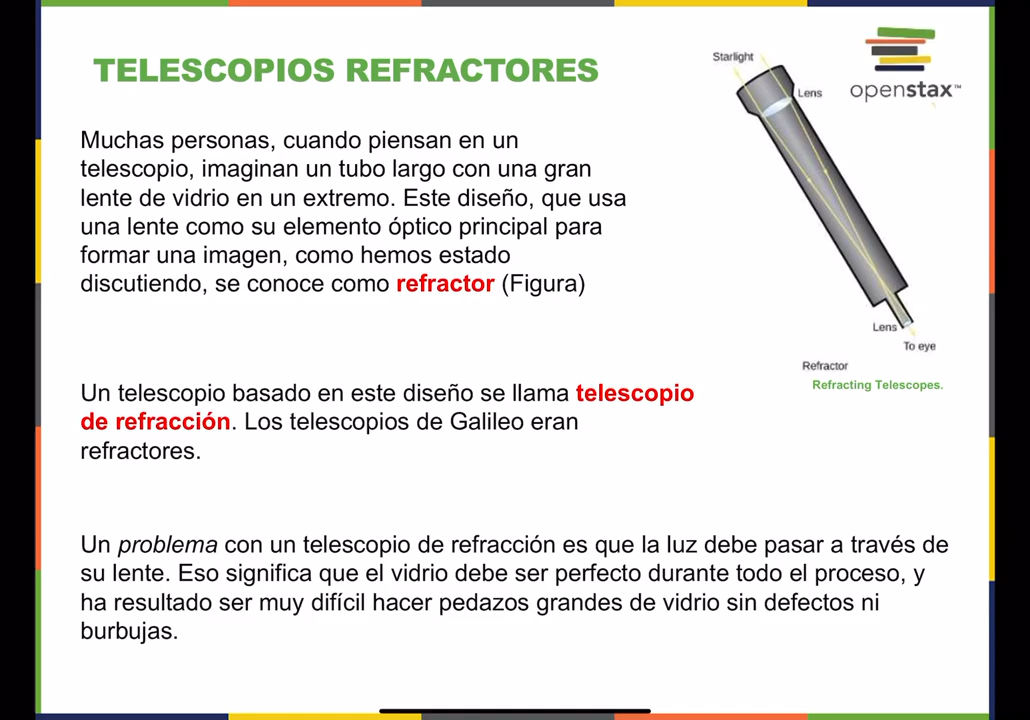 TELESCOPIOS REFRACTORES
Starlight
Lens
openstax™
Muchas personas, cuando piensan en un
telescopio, imaginan un tubo largo con una gran
lente de vidrio en un extremo. Este diseño, que usa
una lente como su elemento óptico principal para
formar una imagen, como hemos estado
discutiendo, se conoce como refractor (Figura)
Lens
To eye
Refractor
Refracting Telescopes.
Un telescopio basado en este diseño se llama telescopio
de refracción. Los telescopios de Galileo eran
refractores.
Un problema con un telescopio de refracción es que la luz debe pasar a través de
su lente. Eso significa que el vidrio debe ser perfecto durante todo el proceso, y
ha resultado ser muy difícil hacer pedazos grandes de vidrio sin defectos ni
burbujas.